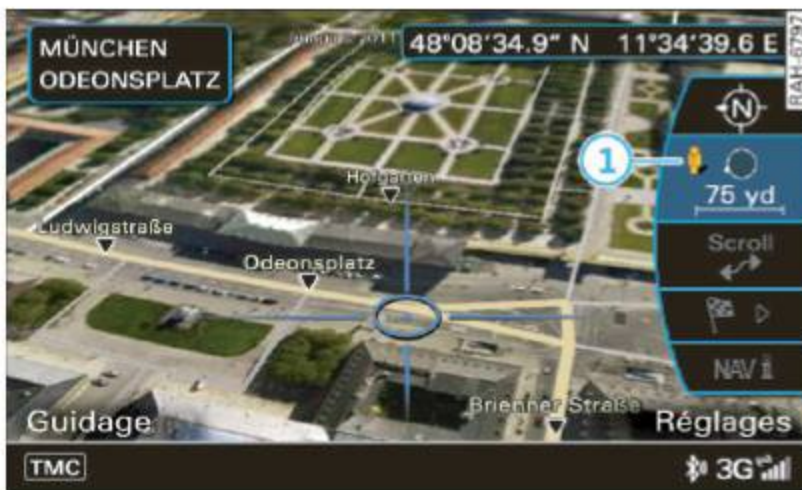 MÜNCHEN
ODEONSPLATZ
48°08'34.9" N 11°34'39.6 E
RAH-6797
N
1
75 yd
Hofgarten
Ludwigstraße
Scroll
Odeonsplatz
NAV i
Brienner Straße
Guidage
Réglages
TMC
3G